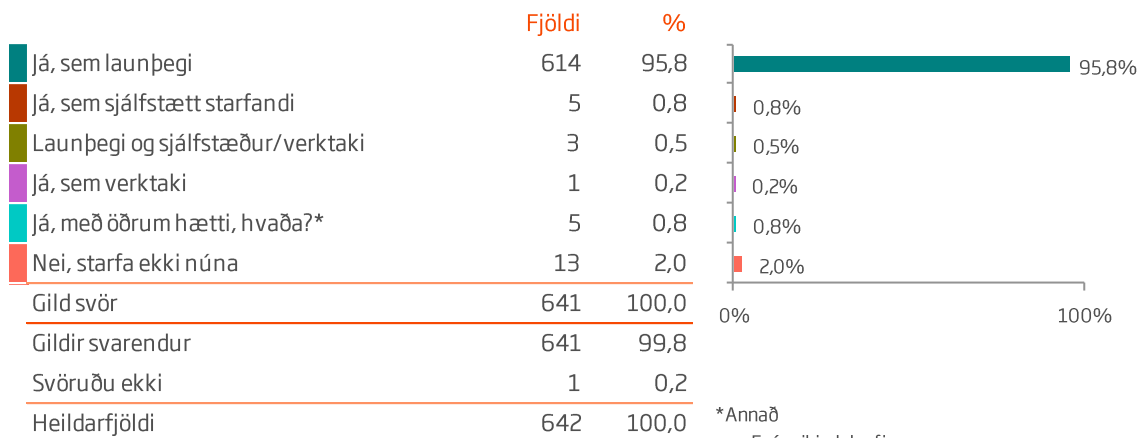 Fjöldi %
Já, sem launþegi 614 95,8
Já, sem sjálfstætt starfandi 5 0,8
Launþegi og sjálfstæður/verktaki 3 0,5
Já, sem verktaki 1 0,2
Já, með öðrum hætti, hvaða?* 5 0,8
Nei, starfa ekki núna 13 2,0
Gild svör 641 100,0
Gildir svarendur 641 99,8
Svöruðu ekki 1 0,2
Heildarfjöldi 642 100,0
95,8%
0,8%
0,5%
0,2%
0,8%
2,0%
0% 100%
*Annað